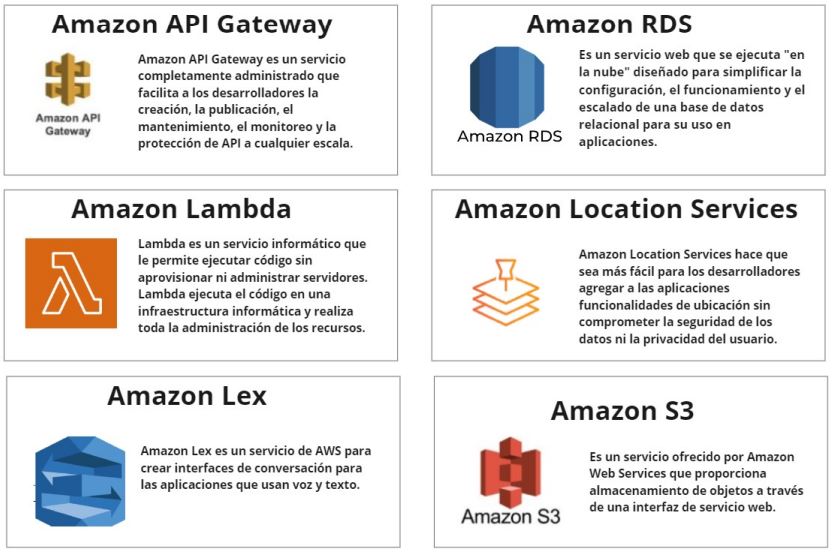 Amazon API Gateway
Amazon API
Gateway
Amazon API Gateway es un servicio
completamente administrado que
facilita a los desarrolladores la
creación, la publicación, el
mantenimiento, el monitoreo y la
protección de API a cualquier escala.
Amazon RDS
Amazon RDS
Es un servicio web que se ejecuta "en
la nube" diseñado para simplificar la
configuración, el funcionamiento y el
escalado de una base de datos
relacional para su uso en
aplicaciones.
Amazon Lambda
Lambda es un servicio informático que
le permite ejecutar código sin
aprovisionar ni administrar servidores.
Lambda ejecuta el código en una
infraestructura informática y realiza
toda la administración de los recursos.
Amazon Location Services
Amazon Location Services hace que
sea más fácil para los desarrolladores
agregar a las aplicaciones
funcionalidades de ubicación sin
comprometer la seguridad de los
datos ni la privacidad del usuario.
Amazon Lex
Amazon Lex es un servicio de AWS para
crear interfaces de conversación para
las aplicaciones que usan voz y texto.
Amazon S3
Amazon S3
Es un servicio ofrecido por Amazon
Web Services que proporciona
almacenamiento de objetos a través
de una interfaz de servicio web.